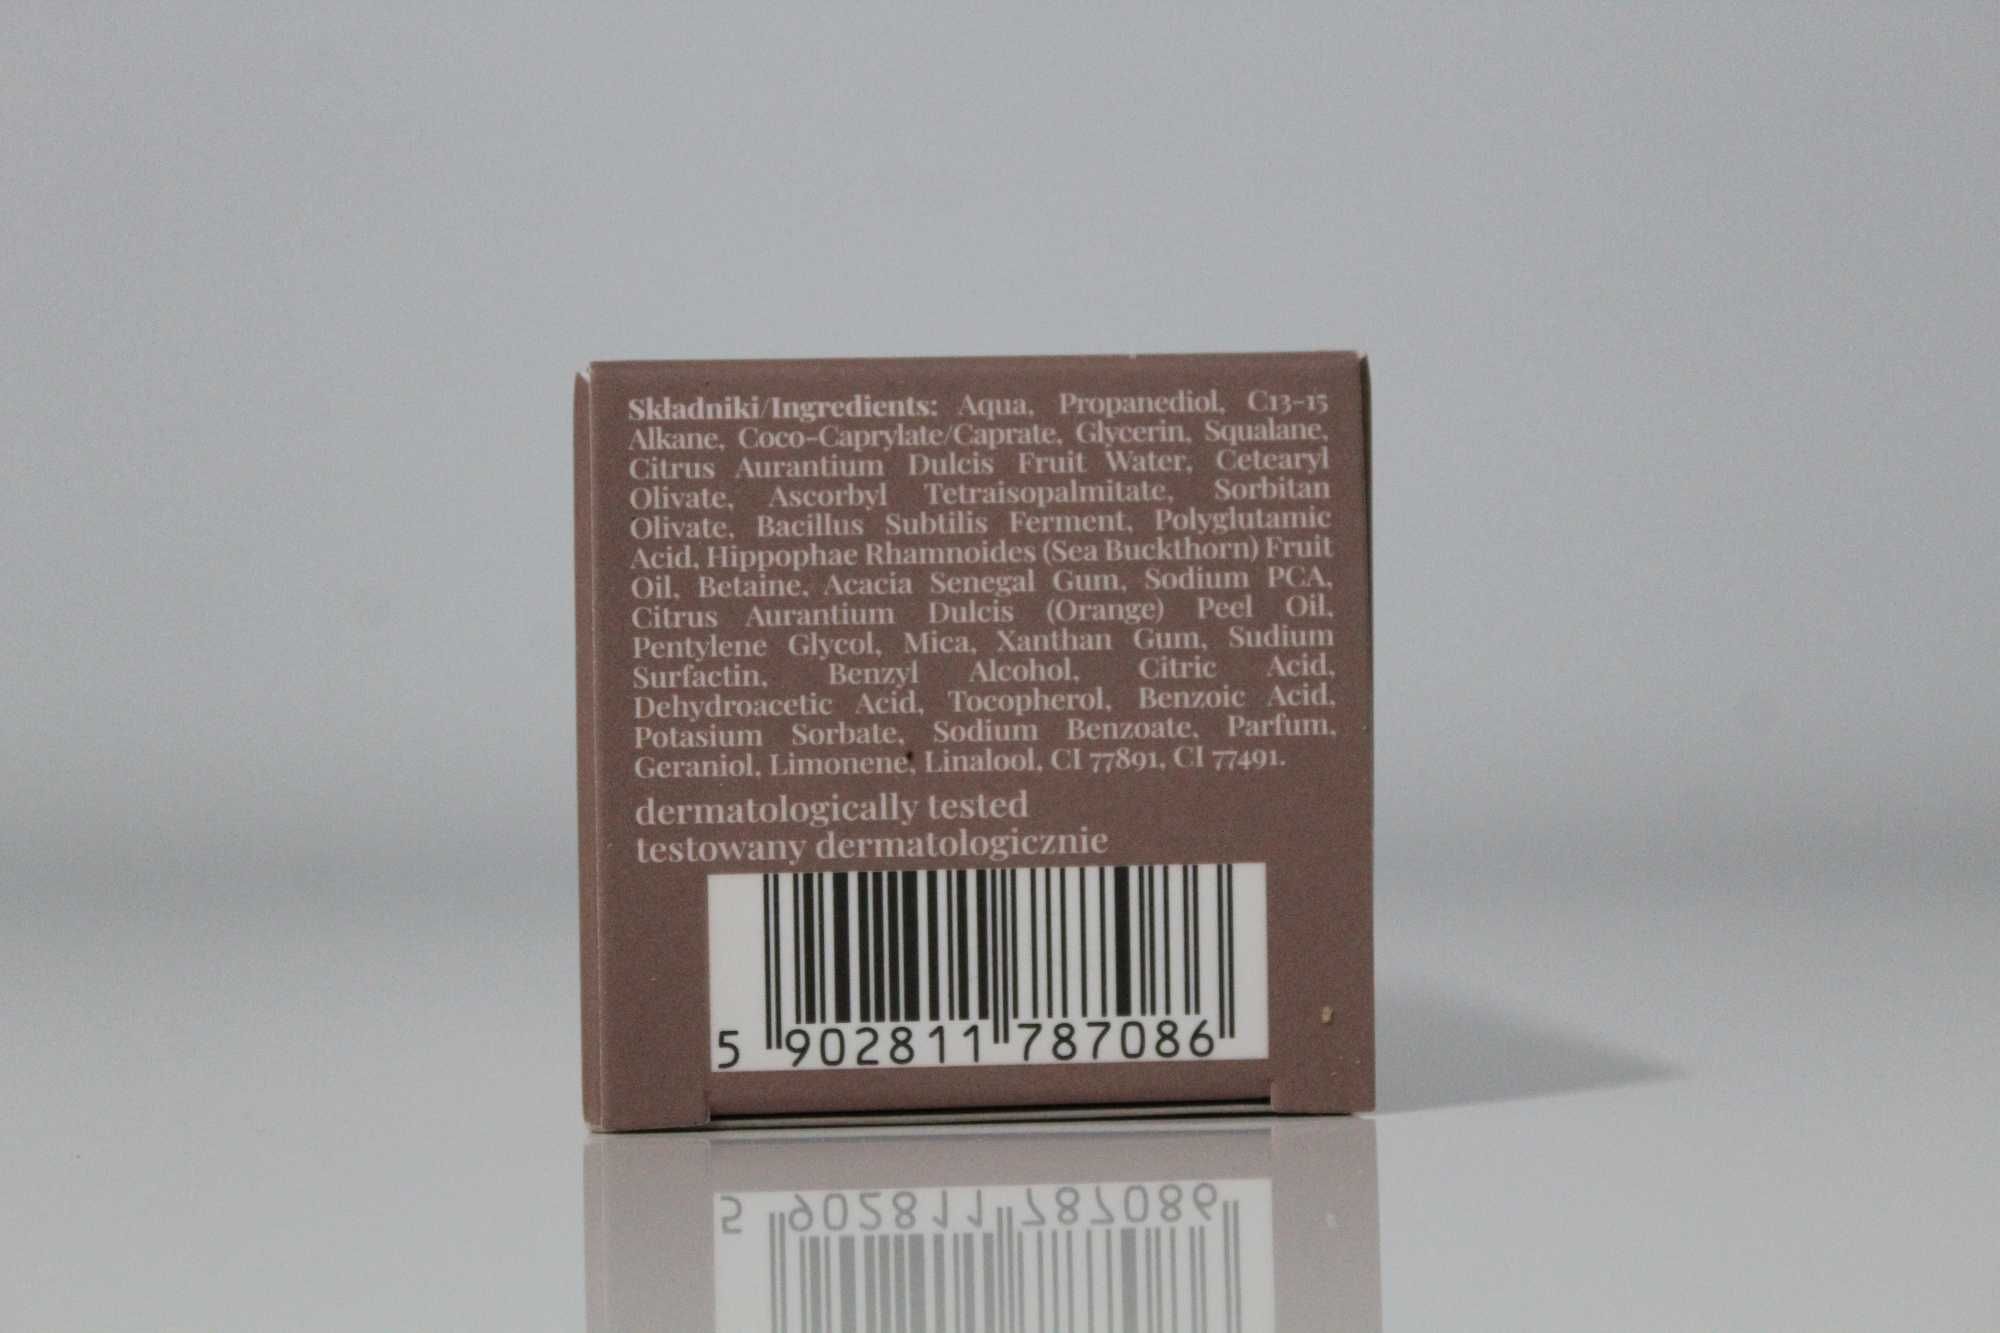 Składniki/Ingredients: Aqua, Propanediol, C13-15
Alkane, Coco-Caprylate/Caprate, Glycerin, Squalane,
Citrus Aurantium Dulcis Fruit Water, Cetearyl
Olivate, Ascorbyl Tetraisopalmitate, Sorbitan
Olivate, Bacillus Subtilis Ferment, Polyglutamic
Acid, Hippophae Rhamnoides (Sea Buckthorn) Fruit
Oil, Betaine, Acacia Senegal Gum, Sodium PCA,
Citrus Aurantium Dulcis (Orange) Peel Oil,
Pentylene Glycol, Mica, Xanthan Gum, Sudium
Surfactin, Benzyl Alcohol, Citric Acid,
Dehydroacetic Acid, Tocopherol, Benzoic Acid,
Potasium Sorbate, Sodium Benzoate, Parfum,
Geraniol, Limonene, Linalool, CI 77891, CI 77491.
dermatologically tested
testowany dermatologicznie
5 902811 787086